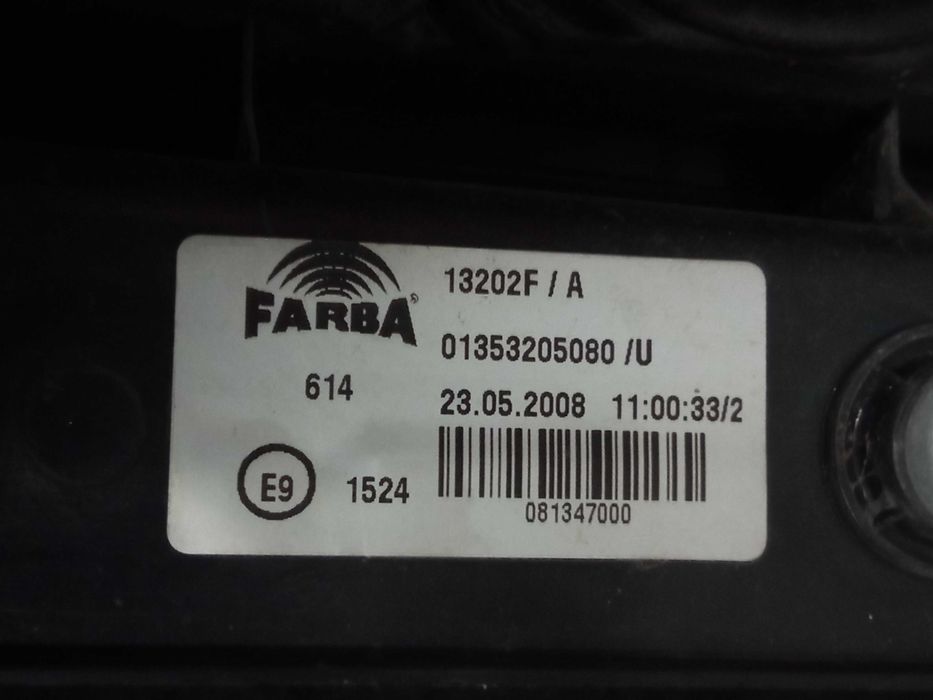 FARBA®
13202F / A
01353205080 /U
614
23.05.2008 11:00:33/2
E9
1524
081347000